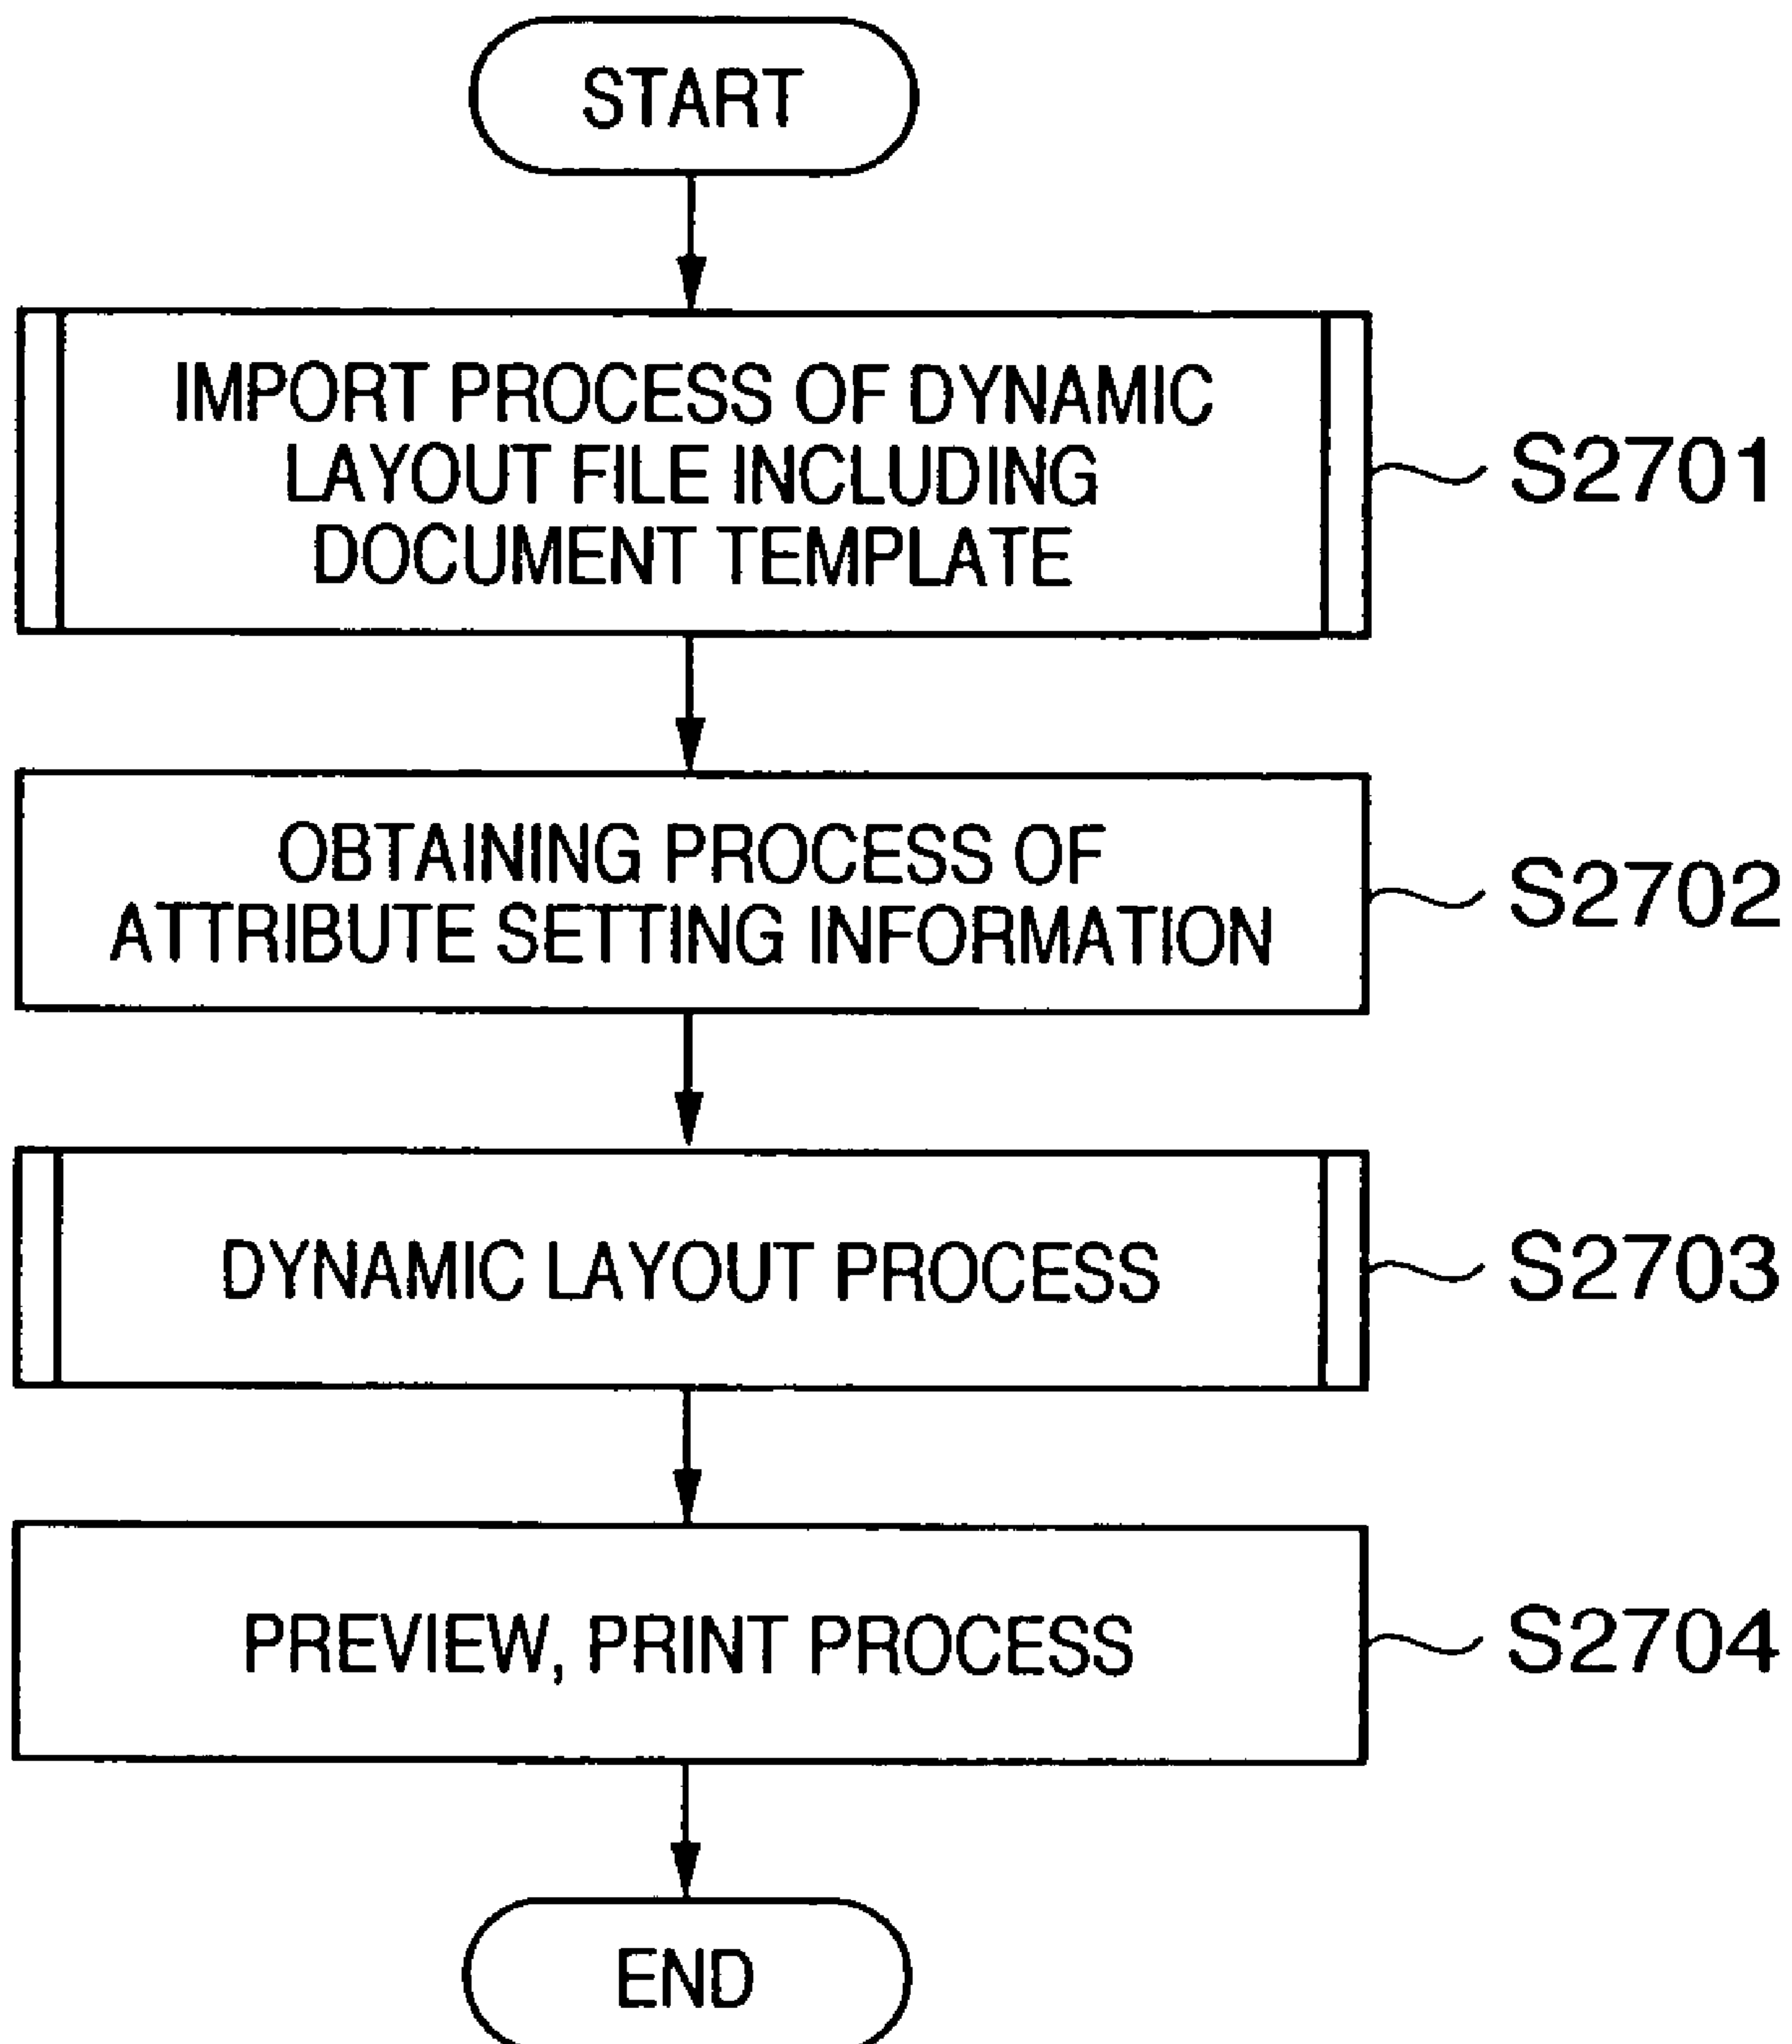 START
IMPORT PROCESS OF DYNAMIC
LAYOUT FILE INCLUDING
DOCUMENT TEMPLATE
S2701
OBTAINING PROCESS OF
ATTRIBUTE SETTING INFORMATION
S2702
DYNAMIC LAYOUT PROCESS
S2703
PREVIEW, PRINT PROCESS
S2704
END